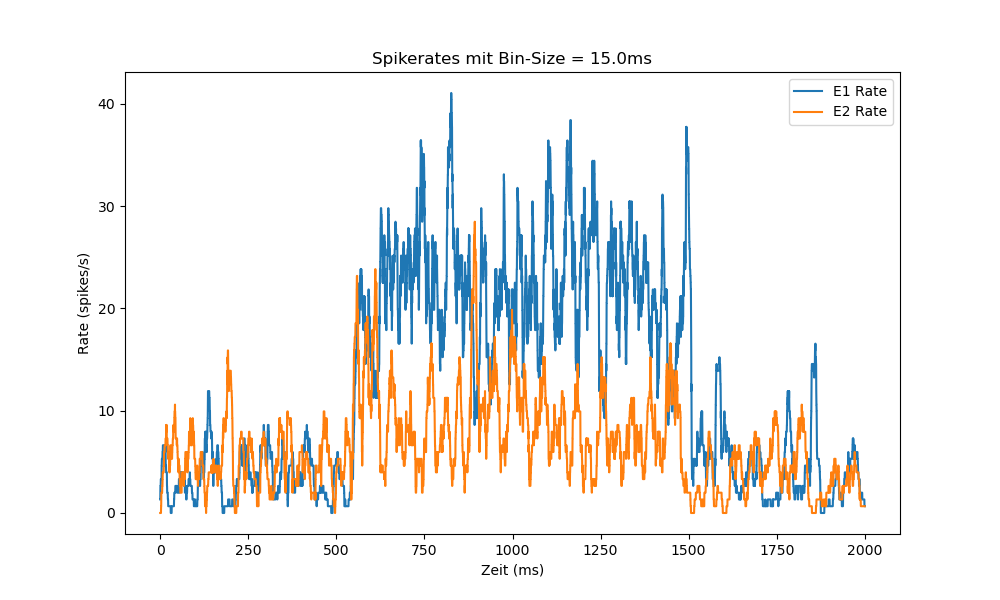 Spikerates mit Bin-Size = 15.0ms
E1 Rate
E2 Rate
Rate (spikes/s)
40
30
20
10
0
0 250 500 750 1000 1250 1500 1750 2000
Zeit (ms)